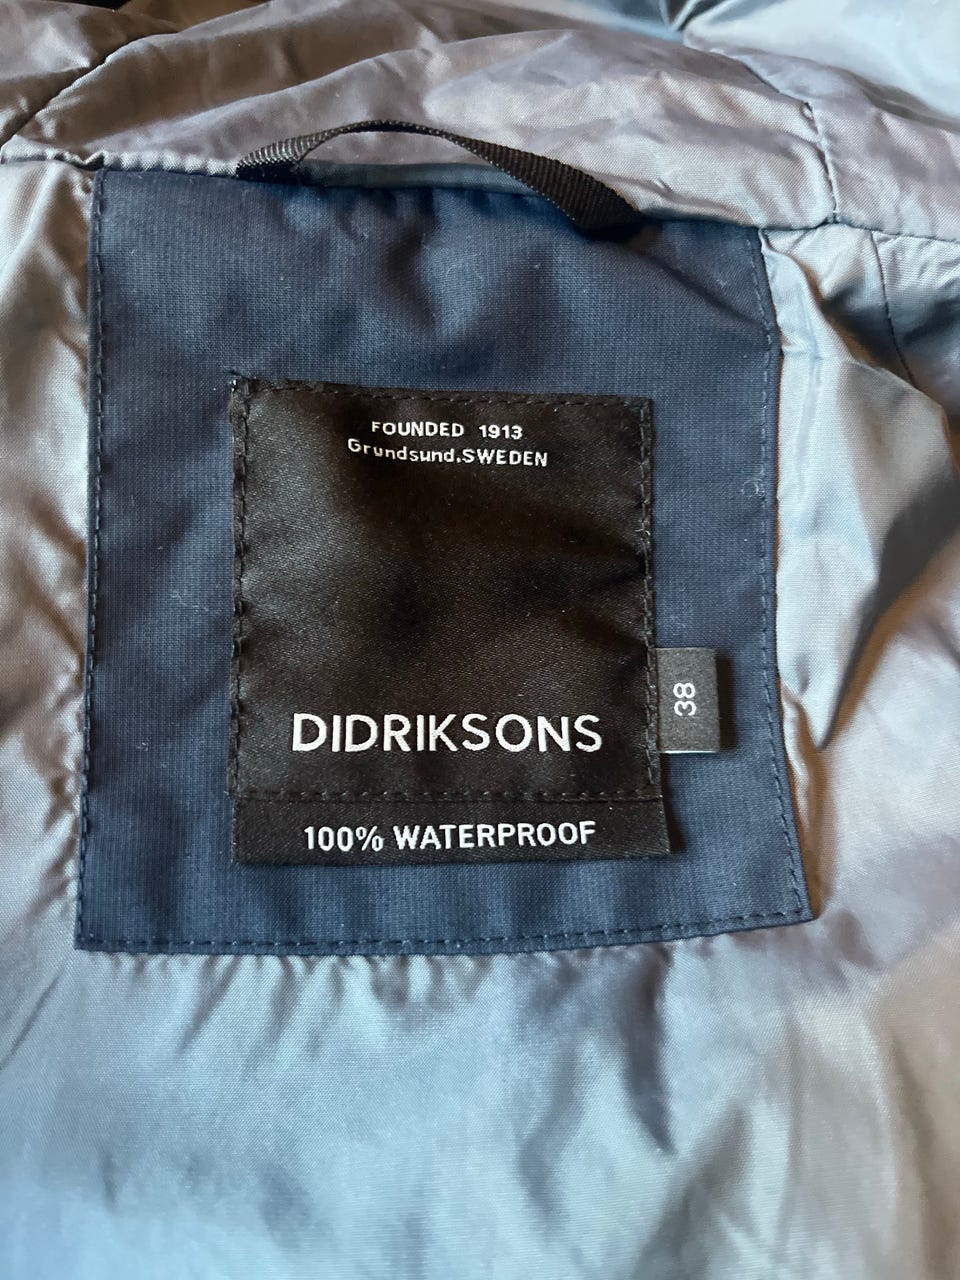 FOUNDED 1913
Grundsund.SWEDEN
DIDRIKSONS
38
100% WATERPROOF